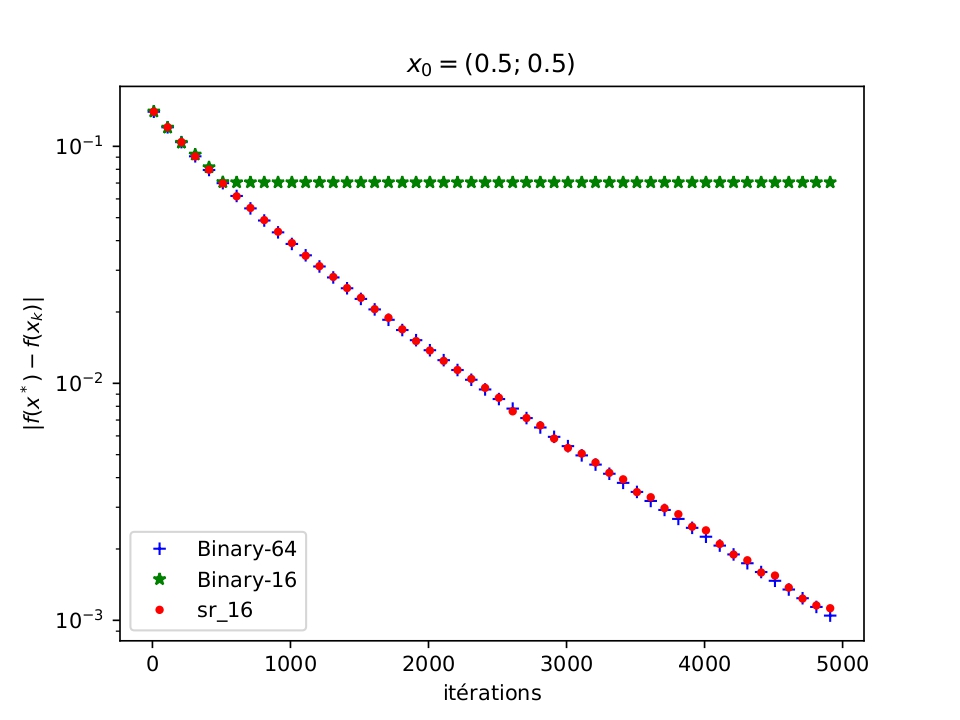 x₀ = (0.5; 0.5)
|f(x*) − f(xₖ)|
10⁻¹
10⁻²
10⁻³
Binary-64
Binary-16
sr_16
0 1000 2000 3000 4000 5000
itérations